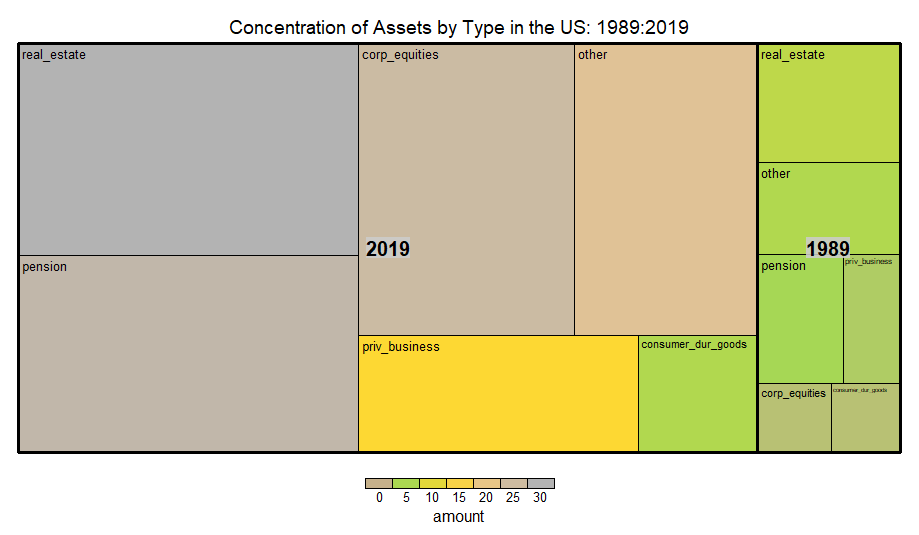 Concentration of Assets by Type in the US: 1989:2019
real_estate
corp_equities
other
real_estate
other
2019
1989
pension
pension
priv_business
priv_business
consumer_dur_goods
corp_equities
consumer_dur_goods
0 5 10 15 20 25 30
amount